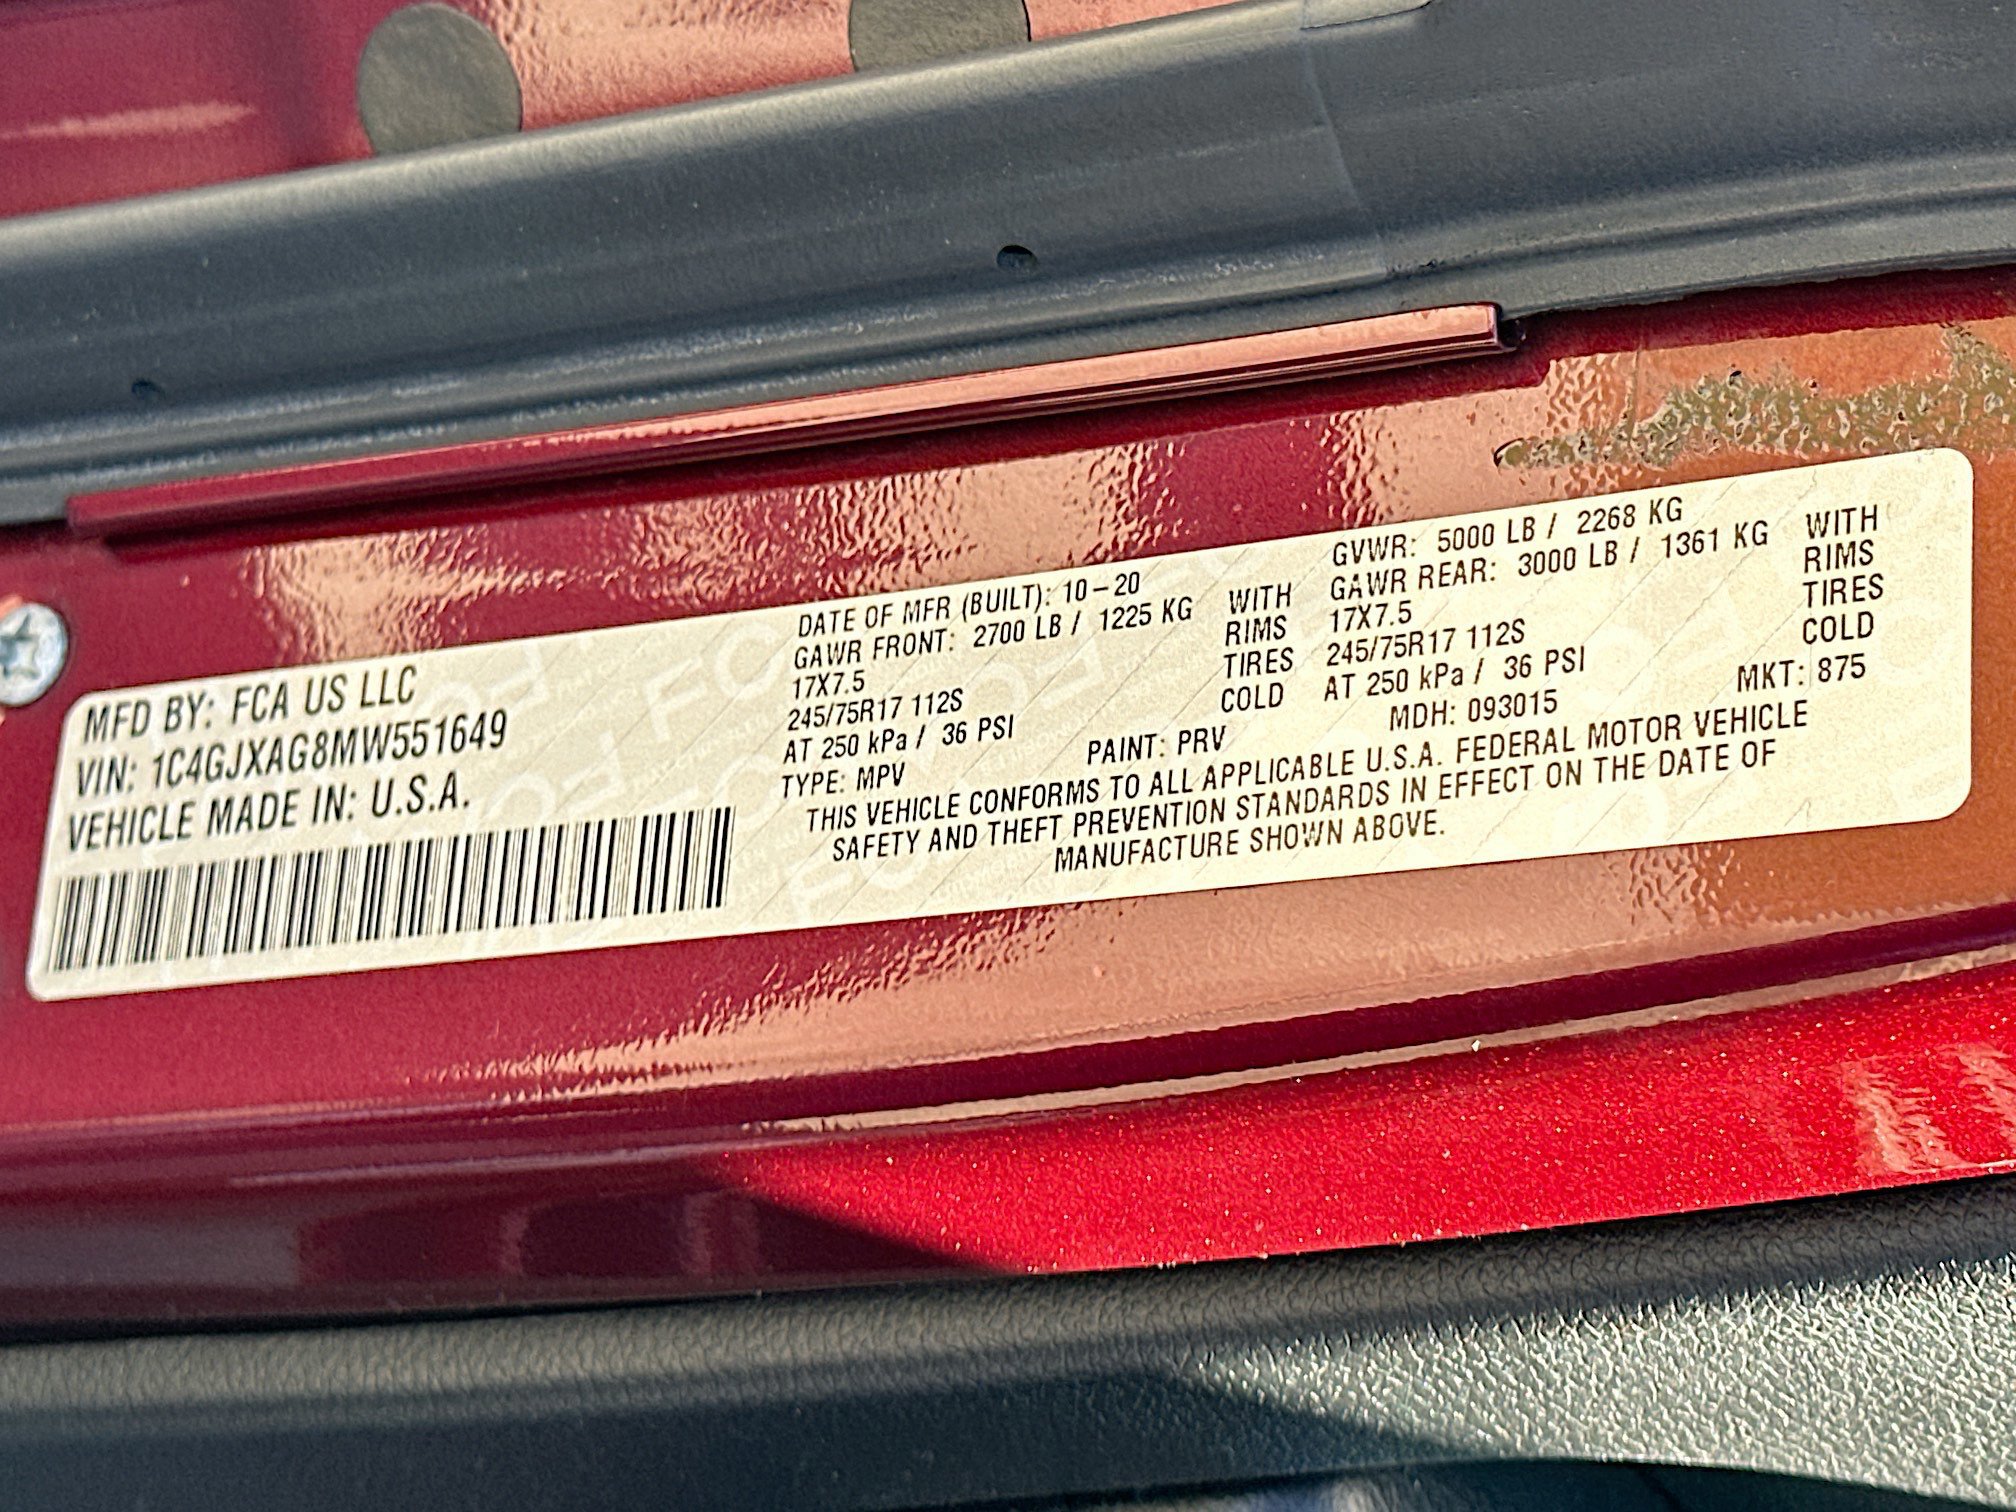 MFD BY: FCA US LLC
VIN: 1C4GJXAG8MW551649
VEHICLE MADE IN: U.S.A.
DATE OF MFR (BUILT): 10-20
GAWR FRONT: 2700 LB / 1225 KG WITH
17X7.5 RIMS
245/75R17 112S TIRES
AT 250 kPa / 36 PSI COLD
GVWR: 5000 LB / 2268 KG
GAWR REAR: 3000 LB / 1361 KG WITH
17X7.5 RIMS
245/75R17 112S TIRES
AT 250 kPa / 36 PSI COLD
TYPE: MPV PAINT: PRV MDH: 093015 MKT: 875
THIS VEHICLE CONFORMS TO ALL APPLICABLE U.S.A. FEDERAL MOTOR VEHICLE
SAFETY AND THEFT PREVENTION STANDARDS IN EFFECT ON THE DATE OF
MANUFACTURE SHOWN ABOVE.